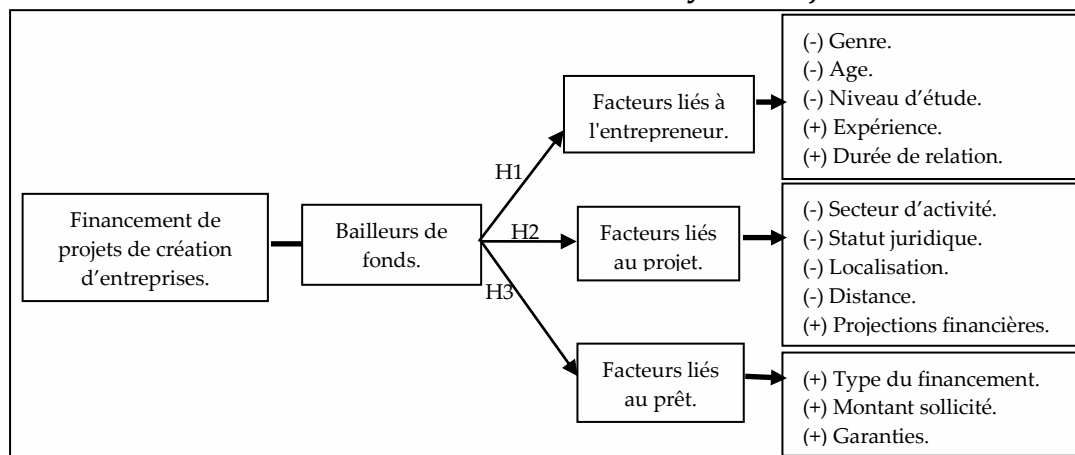 Financement de
projets de création
d'entreprises.
Bailleurs de
fonds.
H1
H2
H3
Facteurs liés à
l'entrepreneur.
Facteurs liés
au projet.
Facteurs liés
au prêt.
(-) Genre.
(-) Age.
(-) Niveau d'étude.
(+) Expérience.
(+) Durée de relation.
(-) Secteur d'activité.
(-) Statut juridique.
(-) Localisation.
(-) Distance.
(+) Projections financières.
(+) Type du financement.
(+) Montant sollicité.
(+) Garanties.